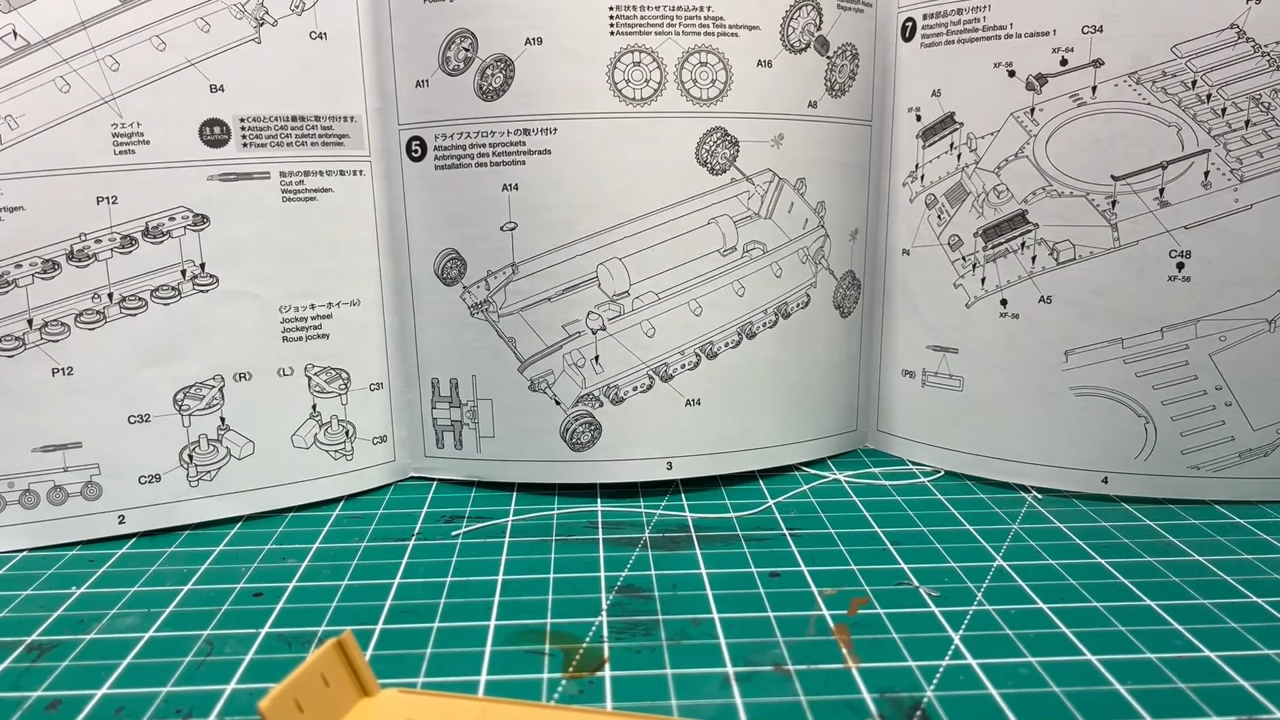 C41
B4
ウエイト
Weights
Gewichte
Lests
注意!
CAUTION
★C40とC41は最後に取り付けます。
★Attach C40 and C41 last.
★C40 und C41 zuletzt anbringen.
★Fixer C40 et C41 en dernier.
指示の部分を切り取ります。
Cut off.
Wegschneiden.
Découper.
P12
P12
《ジョッキーホイール》
Jockey wheel
Jockeyrad
Roue jockey
《R》
《L》
C32
C31
C29
C30
2
A11
A19
★形状を合わせてはめ込みます。
★Attach according to parts shape.
★Entsprechend der Form des Teils anbringen.
★Assembler selon la forme des pièces.
Bague nylon
A16
A8
5
ドライブスプロケットの取り付け
Attaching drive sprockets
Anbringung des Kettentreibrads
Installation des barbotins
A14
A14
3
7
車体部品の取り付け1
Attaching hull parts 1
Wannen-Einzelteile-Einbau 1
Fixation des équipements de la caisse 1
P9
C34
XF-64
XF-56
A5
XF-56
P4
C48
XF-56
A5
XF-56
《P9》
4